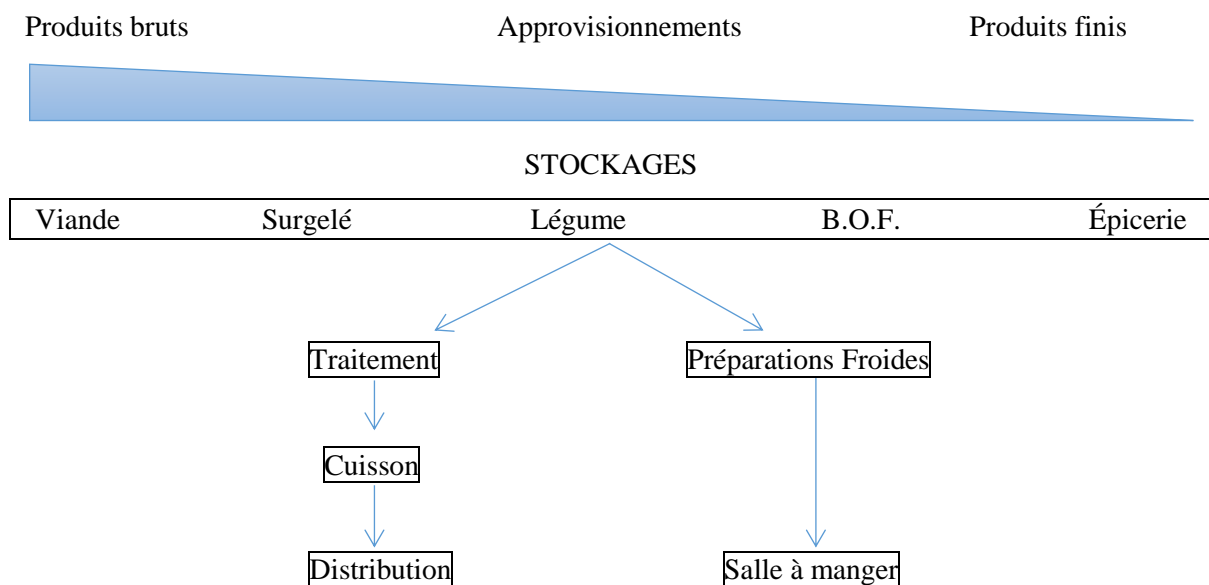 Produits bruts Approvisionnements Produits finis
STOCKAGES
Viande Surgelé Légume B.O.F. Épicerie
Traitement Préparations Froides
Cuisson
Distribution Salle à manger